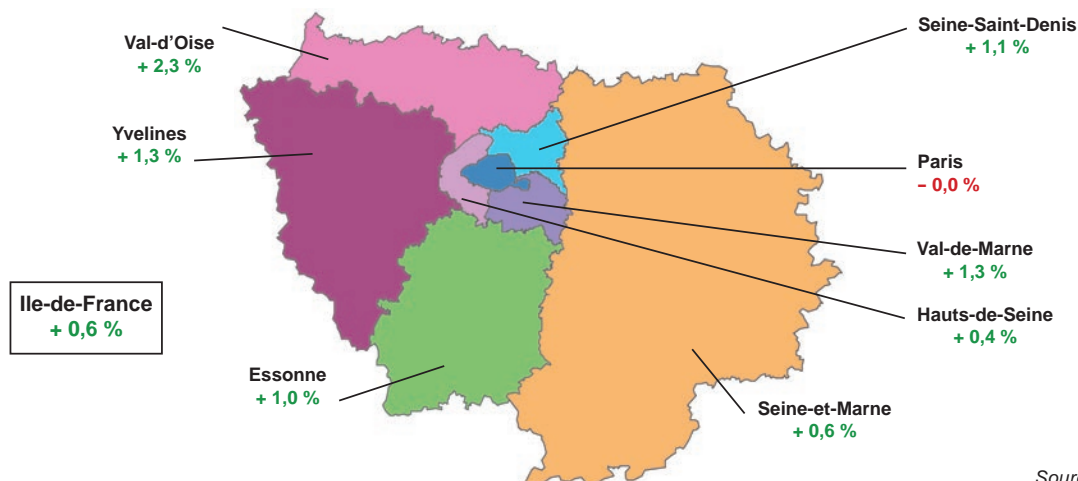 Val-d'Oise
+ 2,3 %
Seine-Saint-Denis
+ 1,1 %
Yvelines
+ 1,3 %
Paris
– 0,0 %
Val-de-Marne
+ 1,3 %
Ile-de-France
+ 0,6 %
Hauts-de-Seine
+ 0,4 %
Essonne
+ 1,0 %
Seine-et-Marne
+ 0,6 %